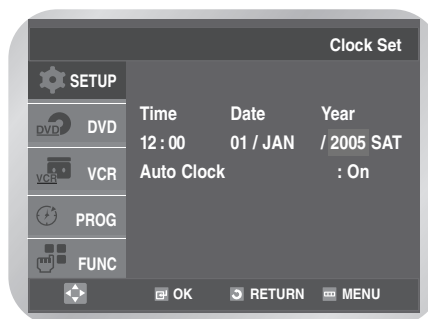 Clock Set
SETUP
DVD DVD
VCR VCR
PROG
FUNC
Time Date Year
12 : 00 01 / JAN / 2005 SAT
Auto Clock : On
OK RETURN MENU